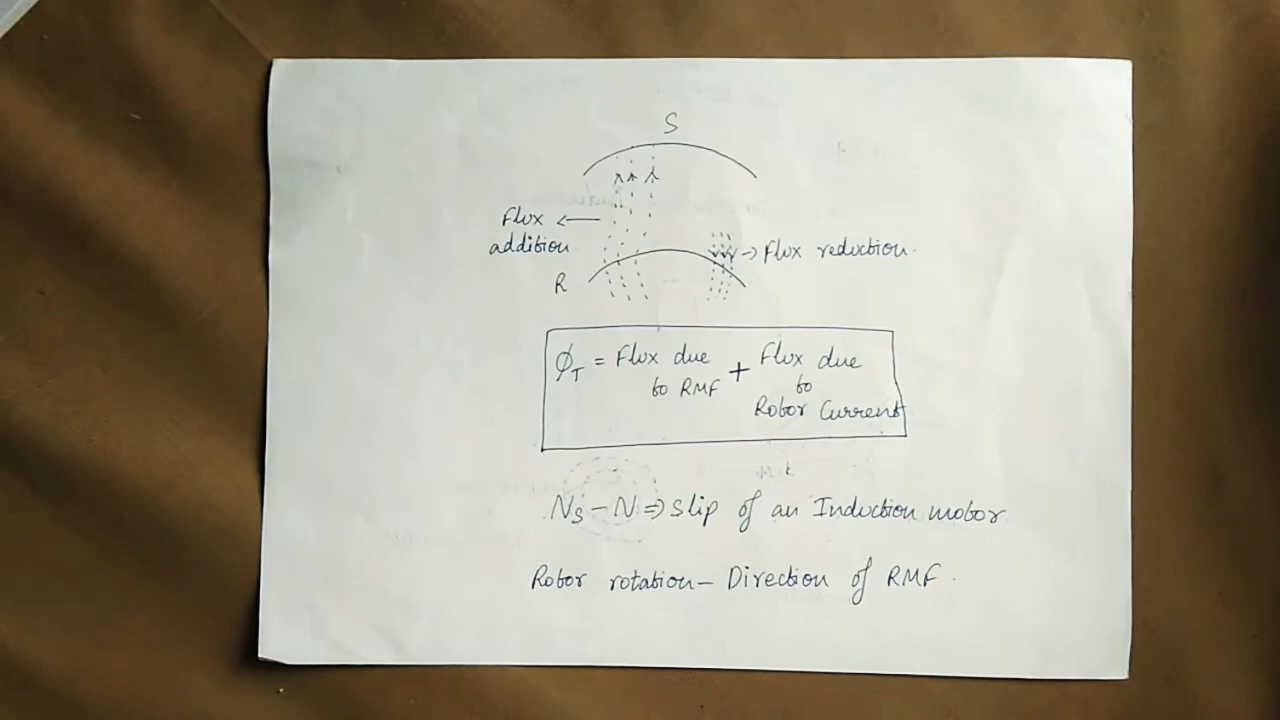 S
Flux ←
addition
→ Flux reduction.
R
ϕT = Flux due + Flux due
to RMF to
Rotor Current
NS – N ⇒ Slip of an Induction motor
Rotor rotation – Direction of RMF.